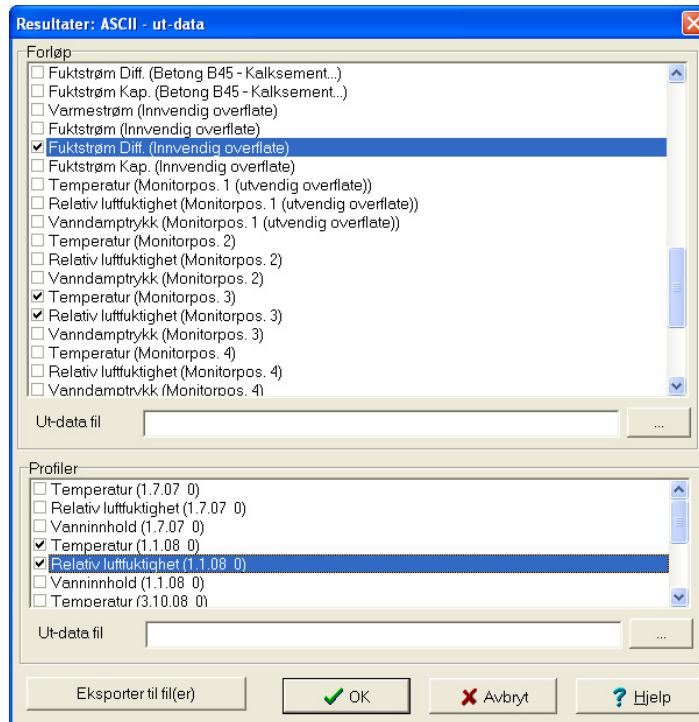 Resultater: ASCII - ut-data
Forløp
Fuktstrøm Diff. (Betong B45 - Kalksement...)
Fuktstrøm Kap. (Betong B45 - Kalksement...)
Varmestrøm (Innvendig overflate)
Fuktstrøm (Innvendig overflate)
Fuktstrøm Diff. (Innvendig overflate)
Fuktstrøm Kap. (Innvendig overflate)
Temperatur (Monitorpos. 1 (utvendig overflate))
Relativ luftfuktighet (Monitorpos. 1 (utvendig overflate))
Vanndamptrykk (Monitorpos. 1 (utvendig overflate))
Temperatur (Monitorpos. 2)
Relativ luftfuktighet (Monitorpos. 2)
Vanndamptrykk (Monitorpos. 2)
Temperatur (Monitorpos. 3)
Relativ luftfuktighet (Monitorpos. 3)
Vanndamptrykk (Monitorpos. 3)
Temperatur (Monitorpos. 4)
Relativ luftfuktighet (Monitorpos. 4)
Vanndamptrykk (Monitorpos. 4)
Ut-data fil ...
Profiler
Temperatur (1.7.07 0)
Relativ luftfuktighet (1.7.07 0)
Vanninnhold (1.7.07 0)
Temperatur (1.1.08 0)
Relativ luftfuktighet (1.1.08 0)
Vanninnhold (1.1.08 0)
Temperatur (3.10.08 0)
Ut-data fil ...
Eksporter til fil(er) OK Avbryt ? Hjelp